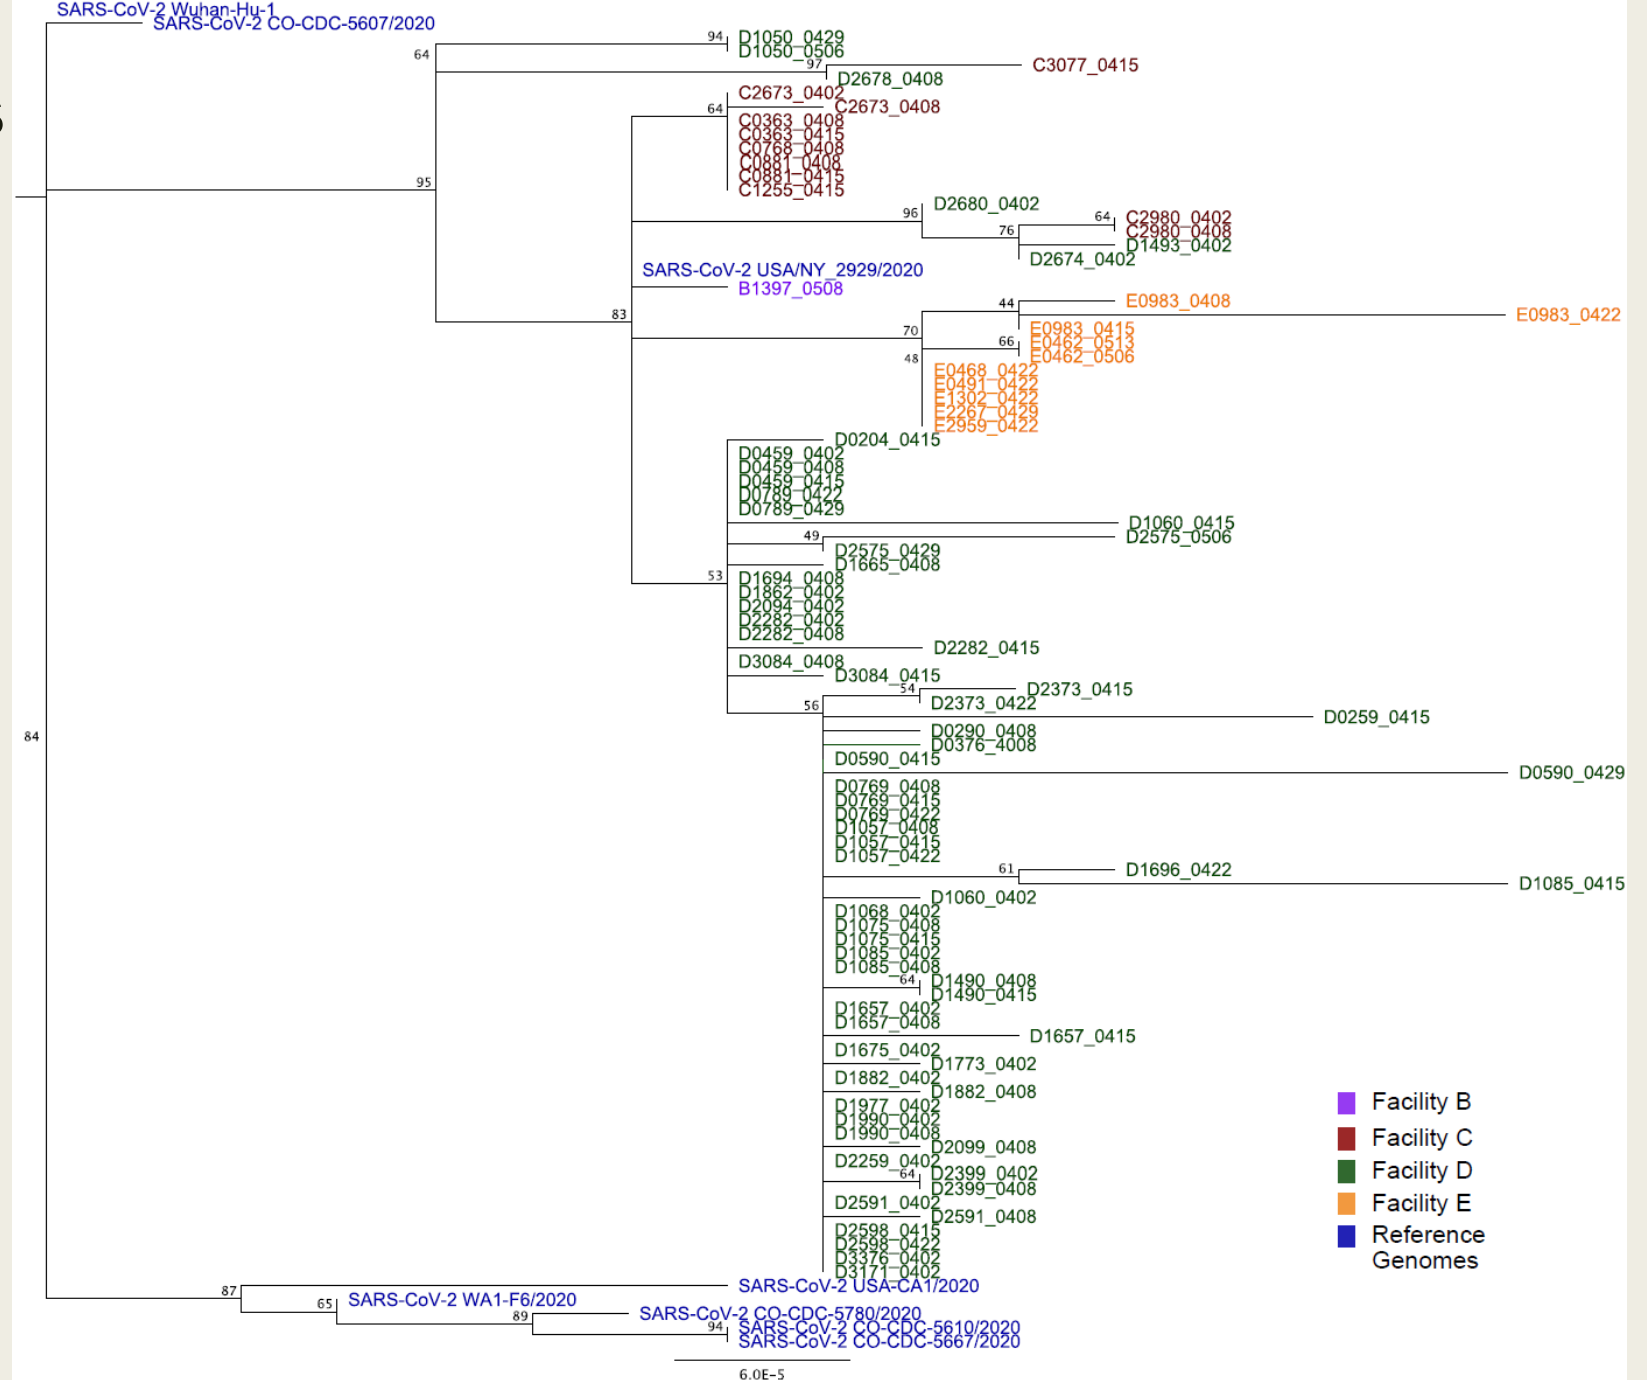 SARS-CoV-2 Wuhan-Hu-1
SARS-CoV-2 CO-CDC-5607/2020
94
D1050_0429
D1050_0506
64
97
C3077_0415
D2678_0408
C2673_0402
64
C2673_0408
C0363_0408
C0363_0415
C0768_0408
C0881_0408
C0881_0415
C1255_0415
95
96
D2680_0402
64
C2980_0402
C2980_0408
76
D1493_0402
D2674_0402
SARS-CoV-2 USA/NY_2929/2020
B1397_0508
83
44
E0983_0408
E0983_0422
70
E0983_0415
66
E0462_0513
E0462_0506
48
E0468_0422
E0491_0422
E1302_0422
E2267_0429
E2959_0422
D0204_0415
D0459_0402
D0459_0408
D0459_0415
D0789_0422
D0789_0429
D1060_0415
49
D2575_0506
D2575_0429
D1665_0408
53
D1694_0408
D1862_0402
D2094_0402
D2282_0402
D2282_0408
D2282_0415
D3084_0408
D3084_0415
54
D2373_0415
56
D2373_0422
D0259_0415
D0290_0408
D0376_4008
84
D0590_0415
D0590_0429
D0769_0408
D0769_0415
D0769_0422
D1057_0408
D1057_0415
D1057_0422
61
D1696_0422
D1085_0415
D1060_0402
D1068_0402
D1075_0408
D1075_0415
D1085_0402
D1085_0408
64
D1490_0408
D1490_0415
D1657_0402
D1657_0408
D1657_0415
D1675_0402
D1773_0402
D1882_0402
D1882_0408
D1977_0402
D1990_0402
D1990_0408
D2099_0408
D2259_0402
64
D2399_0402
D2399_0408
D2591_0402
D2591_0408
D2598_0415
D2598_0422
D3376_0402
D3171_0402
87
SARS-CoV-2 USA-CA1/2020
65
SARS-CoV-2 WA1-F6/2020
89
SARS-CoV-2 CO-CDC-5780/2020
94
SARS-CoV-2 CO-CDC-5610/2020
SARS-CoV-2 CO-CDC-5667/2020
6.0E-5
Facility B
Facility C
Facility D
Facility E
Reference
Genomes